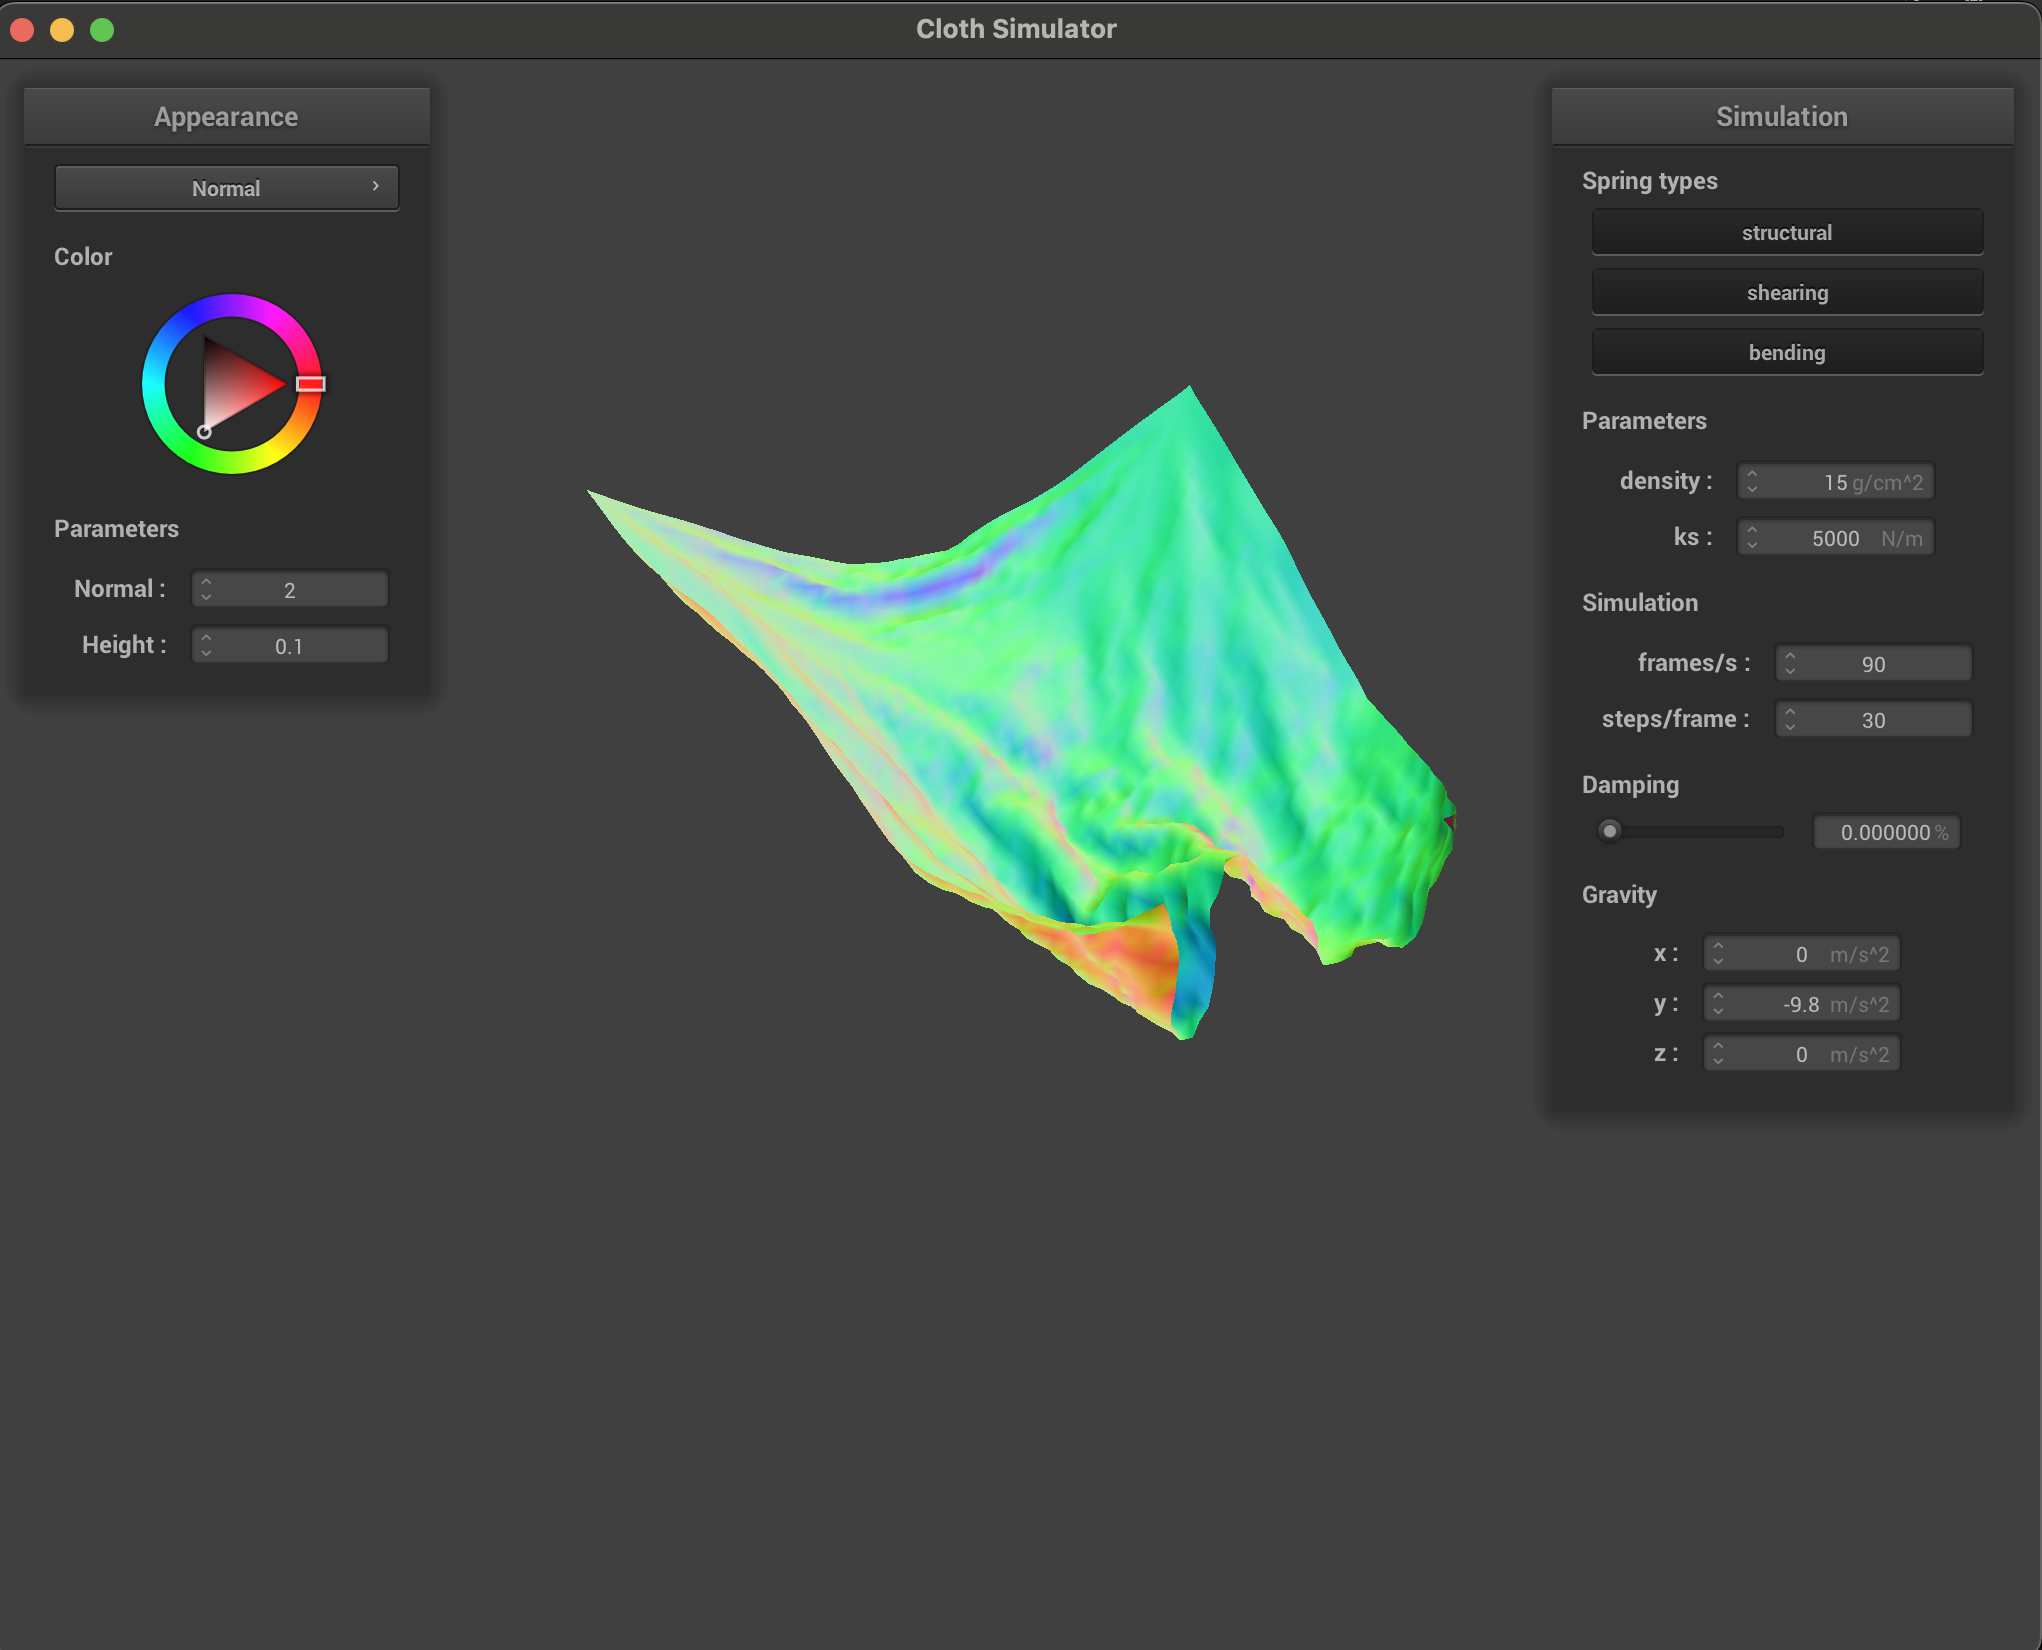 Cloth Simulator
Appearance
Normal
Color
Parameters
Normal : 2
Height : 0.1
Simulation
Spring types
structural
shearing
bending
Parameters
density : 15 g/cm^2
ks : 5000 N/m
Simulation
frames/s : 90
steps/frame : 30
Damping
0.000000 %
Gravity
x : 0 m/s^2
y : -9.8 m/s^2
z : 0 m/s^2